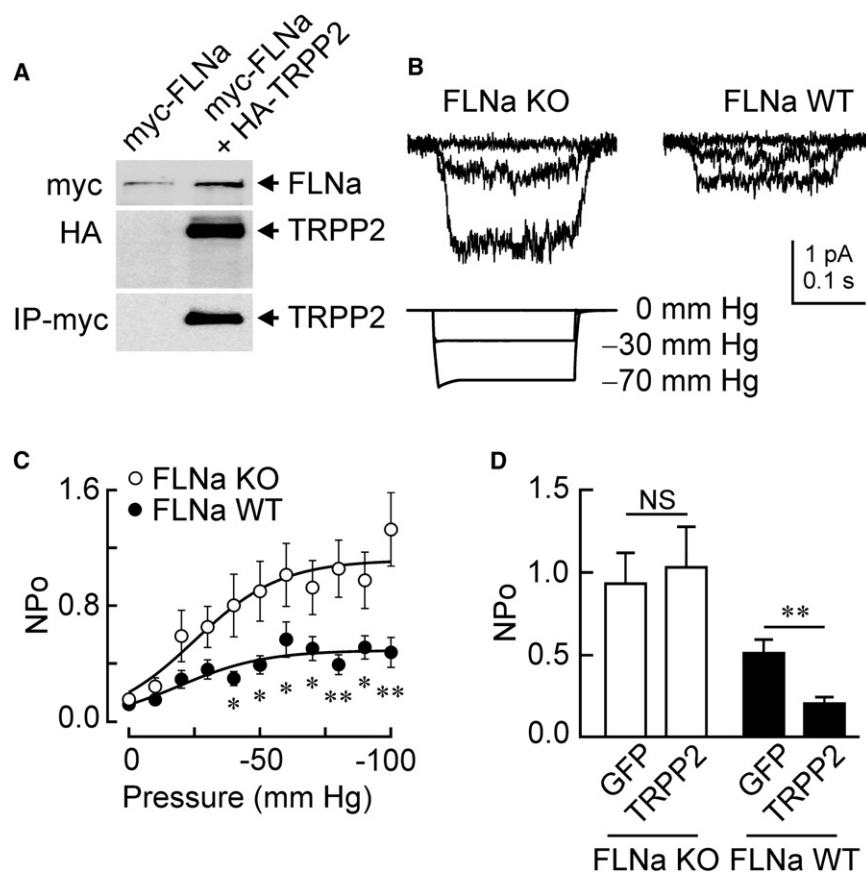 A
myc-FLNa
myc-FLNa
+ HA-TRPP2
myc
FLNa
HA
TRPP2
IP-myc
TRPP2
B
FLNa KO
FLNa WT
1 pA
0.1 s
0 mm Hg
−30 mm Hg
−70 mm Hg
C
FLNa KO
FLNa WT
1.6
0.8
0.0
NPo
* * * * ** * **
0 -50 -100
Pressure (mm Hg)
D
1.5
1.0
0.5
0.0
NPo
NS
**
GFP
TRPP2
GFP
TRPP2
FLNa KO
FLNa WT